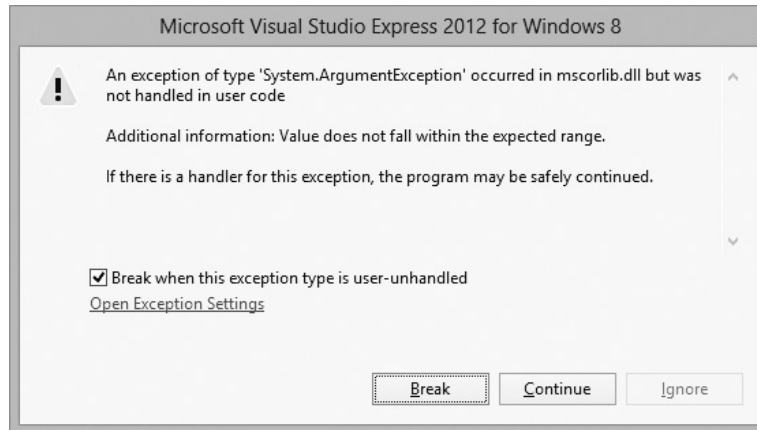 Microsoft Visual Studio Express 2012 for Windows 8
An exception of type 'System.ArgumentException' occurred in mscorlib.dll but was
not handled in user code
Additional information: Value does not fall within the expected range.
If there is a handler for this exception, the program may be safely continued.
Break when this exception type is user-unhandled
Open Exception Settings
Break Continue Ignore